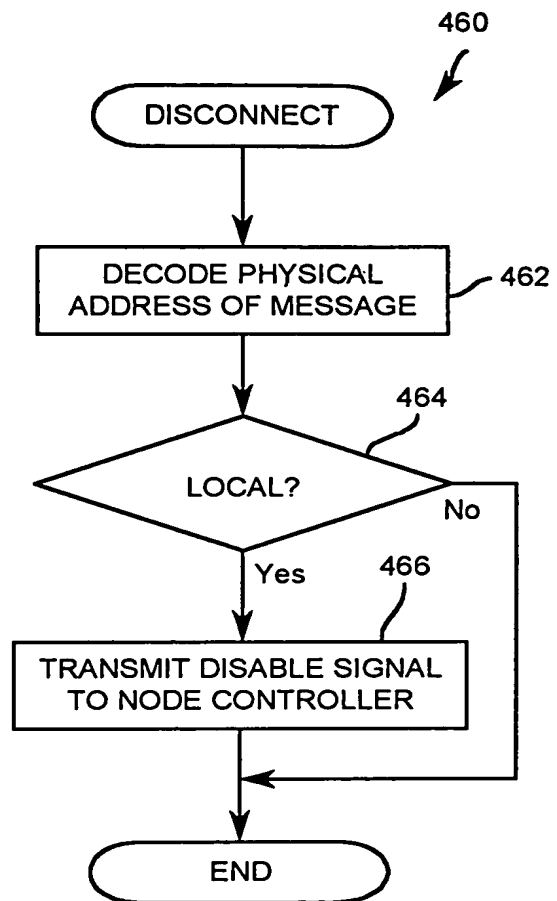 460
DISCONNECT
DECODE PHYSICAL
ADDRESS OF MESSAGE
462
464
LOCAL?
No
Yes
466
TRANSMIT DISABLE SIGNAL
TO NODE CONTROLLER
END